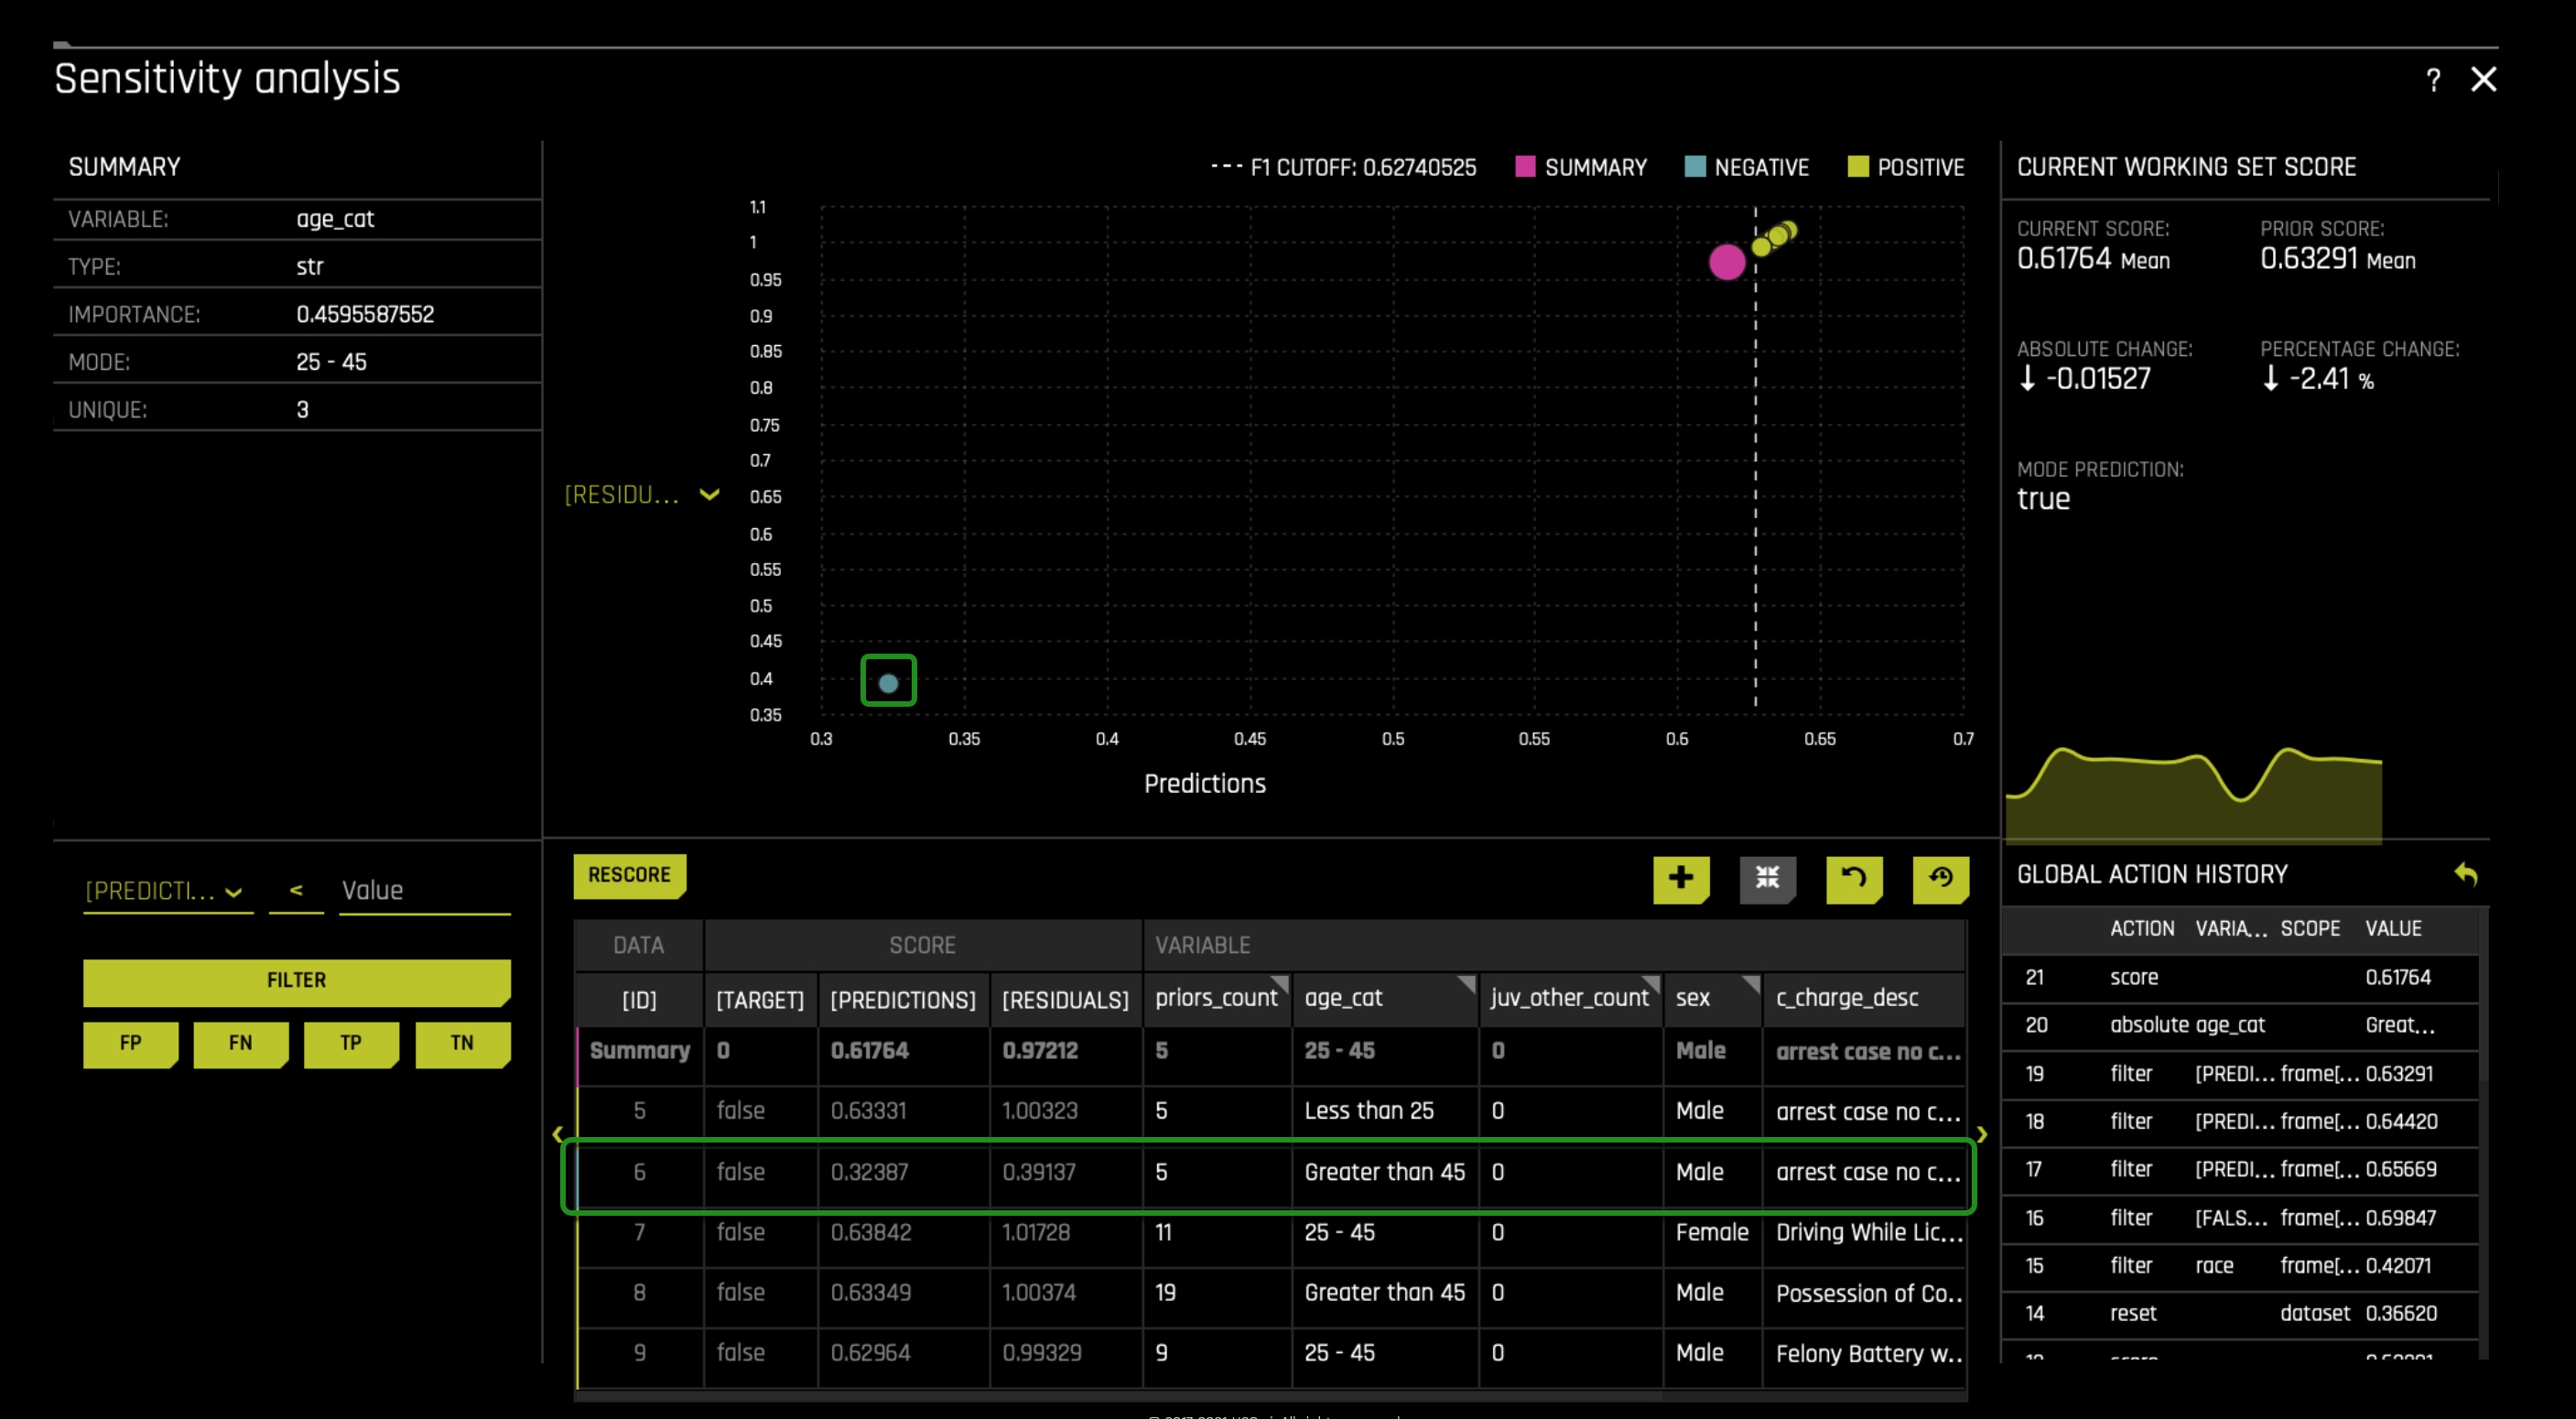 Sensitivity analysis
? 
SUMMARY
VARIABLE: age_cat
TYPE: str
IMPORTANCE: 0.4595587552
MODE: 25 - 45
UNIQUE: 3
--- F1 CUTOFF: 0.62740525 SUMMARY NEGATIVE POSITIVE
1.1
1
0.95
0.9
0.85
0.8
0.75
0.7
[RESIDU... 0.65
0.6
0.55
0.5
0.45
0.4
0.35
0.3 0.35 0.4 0.45 0.5 0.55 0.6 0.65 0.7
Predictions
CURRENT WORKING SET SCORE
CURRENT SCORE: PRIOR SCORE:
0.61764 Mean 0.63291 Mean
ABSOLUTE CHANGE: PERCENTAGE CHANGE:
↓ -0.01527 ↓ -2.41 %
MODE PREDICTION:
true
[PREDICTI... < Value
FILTER
FP FN TP TN
RESCORE
DATA SCORE VARIABLE
[ID] [TARGET] [PREDICTIONS] [RESIDUALS] priors_count age_cat juv_other_count sex c_charge_desc
Summary 0 0.61764 0.97212 5 25 - 45 0 Male arrest case no c...
5 false 0.63331 1.00323 5 Less than 25 0 Male arrest case no c...
6 false 0.32387 0.39137 5 Greater than 45 0 Male arrest case no c...
7 false 0.63842 1.01728 11 25 - 45 0 Female Driving While Lic...
8 false 0.63349 1.00374 19 Greater than 45 0 Male Possession of Co..
9 false 0.62964 0.99329 9 25 - 45 0 Male Felony Battery w..
GLOBAL ACTION HISTORY
ACTION VARIA... SCOPE VALUE
21 score 0.61764
20 absolute age_cat Great...
19 filter [PREDI... frame[... 0.63291
18 filter [PREDI... frame[... 0.64420
17 filter [PREDI... frame[... 0.65669
16 filter [FALS... frame[... 0.69847
15 filter race frame[... 0.42071
14 reset dataset 0.36620